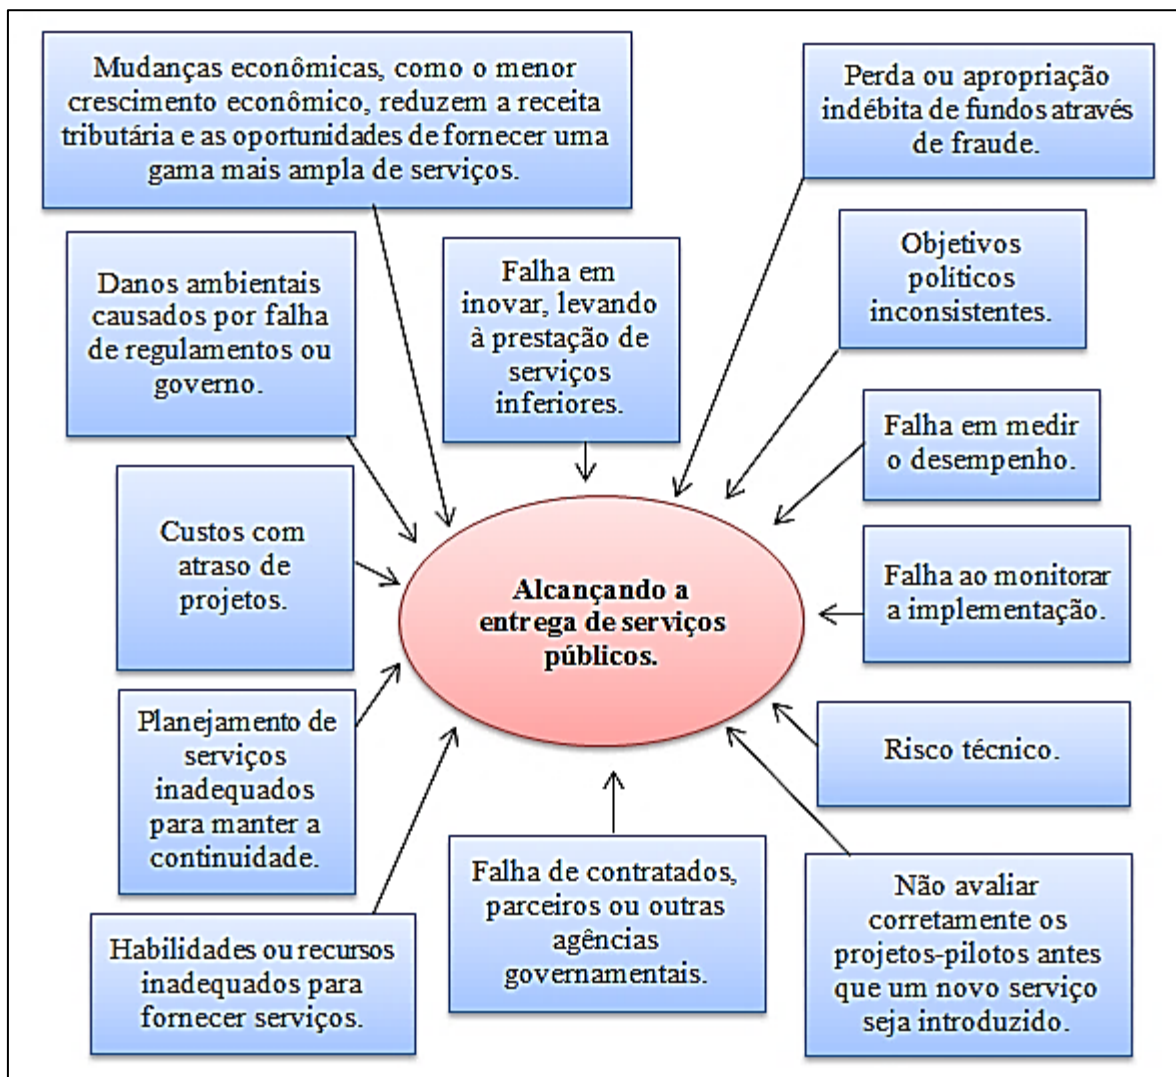 Mudanças econômicas, como o menor
crescimento econômico, reduzem a receita
tributária e as oportunidades de fornecer uma
gama mais ampla de serviços.
Perda ou apropriação
indébita de fundos através
de fraude.
Danos ambientais
causados por falha
de regulamentos ou
governo.
Falha em
inovar, levando
à prestação de
serviços
inferiores.
Objetivos
políticos
inconsistentes.
Falha em medir
o desempenho.
Custos com
atraso de
projetos.
Alcançando a
entrega de serviços
públicos.
Falha ao monitorar
a implementação.
Planejamento de
serviços
inadequados
para manter a
continuidade.
Risco técnico.
Habilidades ou recursos
inadequados para
fornecer serviços.
Falha de contratados,
parceiros ou outras
agências
governamentais.
Não avaliar
corretamente os
projetos-pilotos antes
que um novo serviço
seja introduzido.